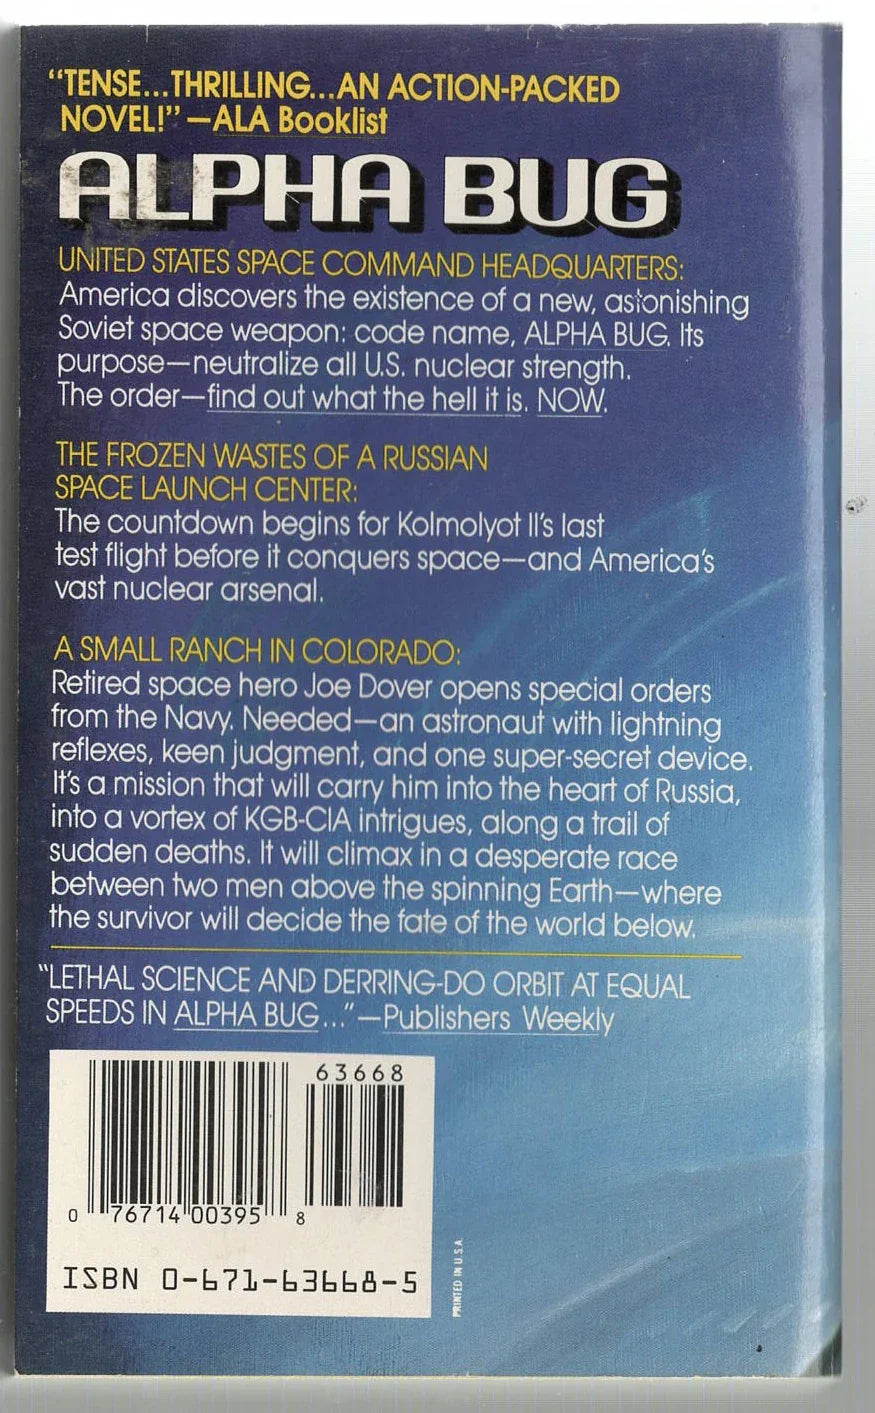 "TENSE...THRILLING...AN ACTION-PACKED
NOVEL!"—ALA Booklist
ALPHA BUG
UNITED STATES SPACE COMMAND HEADQUARTERS:
America discovers the existence of a new, astonishing
Soviet space weapon: code name, ALPHA BUG. Its
purpose—neutralize all U.S. nuclear strength.
The order—find out what the hell it is. NOW.
THE FROZEN WASTES OF A RUSSIAN
SPACE LAUNCH CENTER:
The countdown begins for Kolmolyot II's last
test flight before it conquers space—and America's
vast nuclear arsenal.
A SMALL RANCH IN COLORADO:
Retired space hero Joe Dover opens special orders
from the Navy. Needed—an astronaut with lightning
reflexes, keen judgment, and one super-secret device.
It's a mission that will carry him into the heart of Russia,
into a vortex of KGB-CIA intrigues, along a trail of
sudden deaths. It will climax in a desperate race
between two men above the spinning Earth—where
the survivor will decide the fate of the world below.
"LETHAL SCIENCE AND DERRING-DO ORBIT AT EQUAL
SPEEDS IN ALPHA BUG..."—Publishers Weekly
63668
0 76714 00395 8
ISBN 0-671-63668-5
PRINTED IN U.S.A.